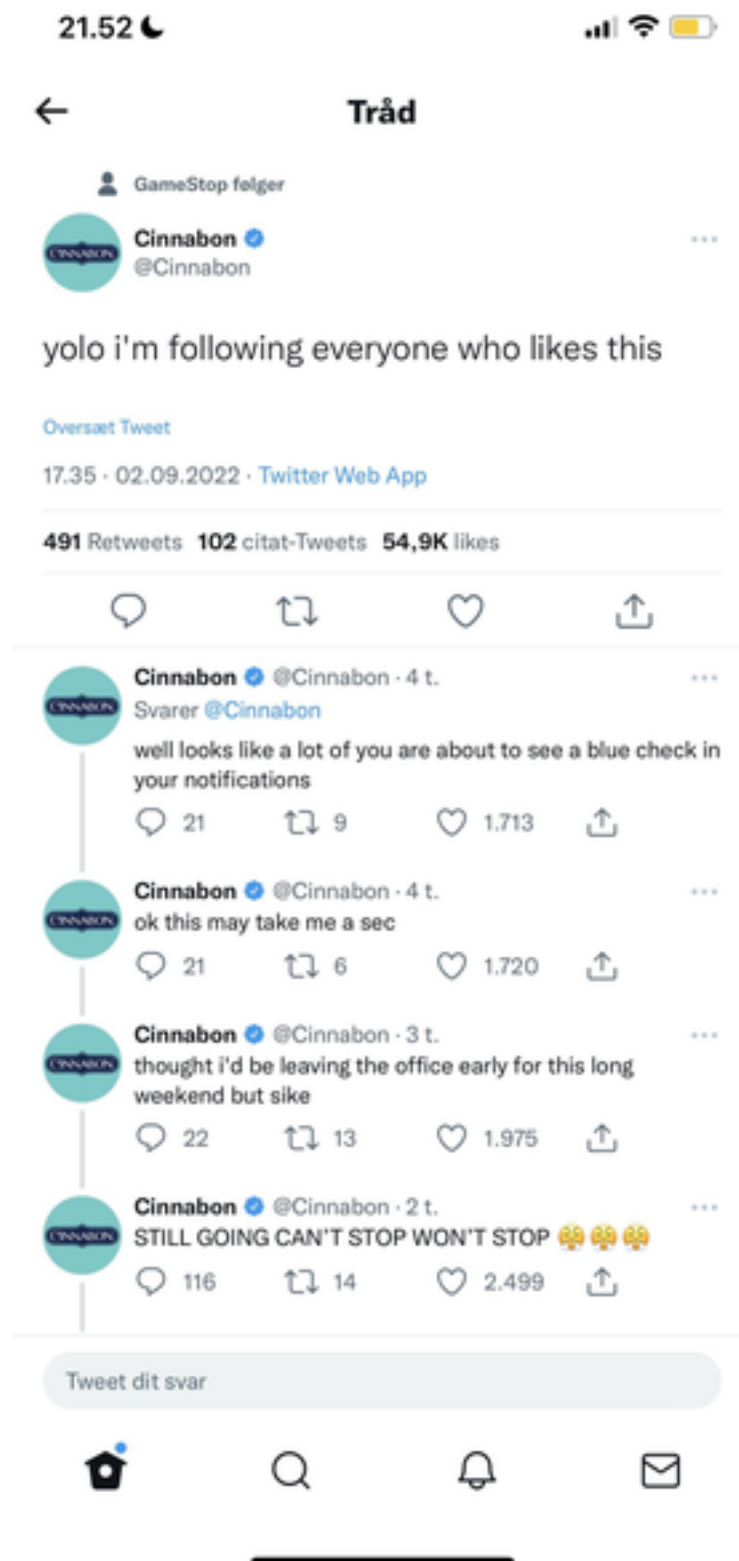 21.52
Tråd
GameStop følger
CINNABON
Cinnabon
@Cinnabon
yolo i'm following everyone who likes this
Oversæt Tweet
17.35 · 02.09.2022 · Twitter Web App
491 Retweets 102 citat-Tweets 54,9K likes
CINNABON
Cinnabon @Cinnabon · 4 t.
Svarer @Cinnabon
well looks like a lot of you are about to see a blue check in
your notifications
21 9 1.713
CINNABON
Cinnabon @Cinnabon · 4 t.
ok this may take me a sec
21 6 1.720
CINNABON
Cinnabon @Cinnabon · 3 t.
thought i'd be leaving the office early for this long
weekend but sike
22 13 1.975
CINNABON
Cinnabon @Cinnabon · 2 t.
STILL GOING CAN'T STOP WON'T STOP 😤😤😤
116 14 2.499
Tweet dit svar